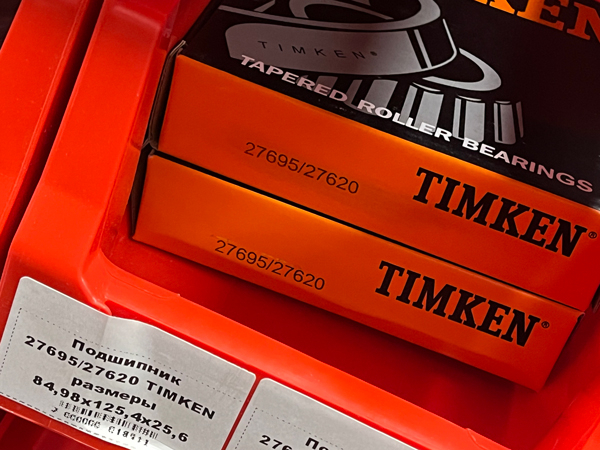 TIMKEN
TIMKEN®
TAPERED ROLLER BEARINGS
27695/27620
TIMKEN®
27695/27620
TIMKEN®
Подшипник
27695/27620 TIMKEN
размеры
84,98x125,4x25,6